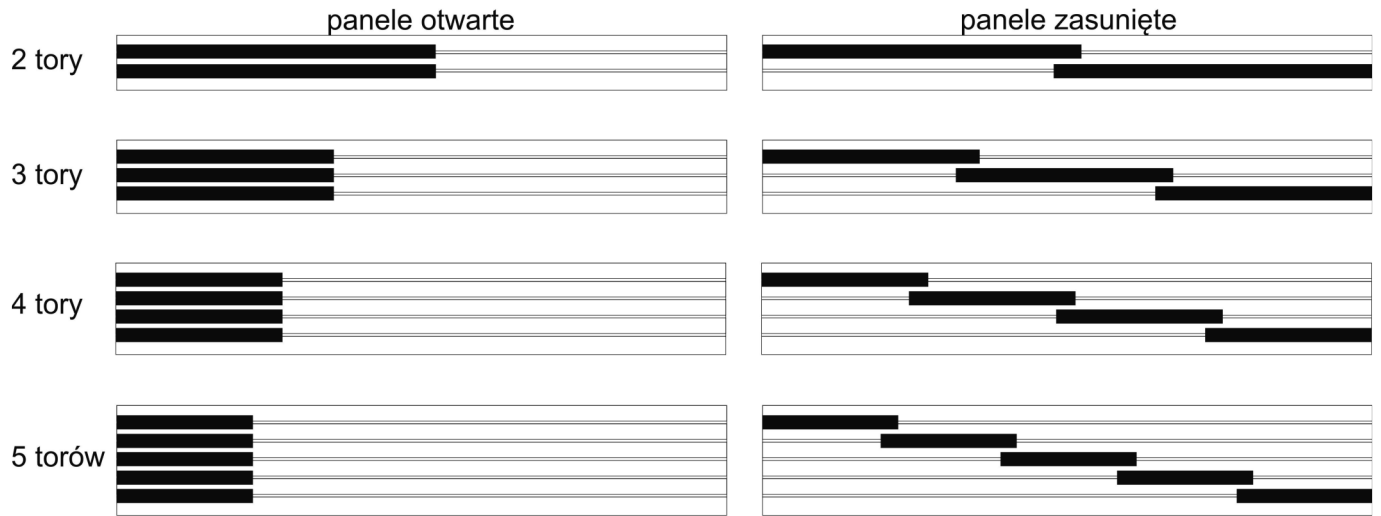 panele otwarte
panele zasunięte
2 tory
3 tory
4 tory
5 torów